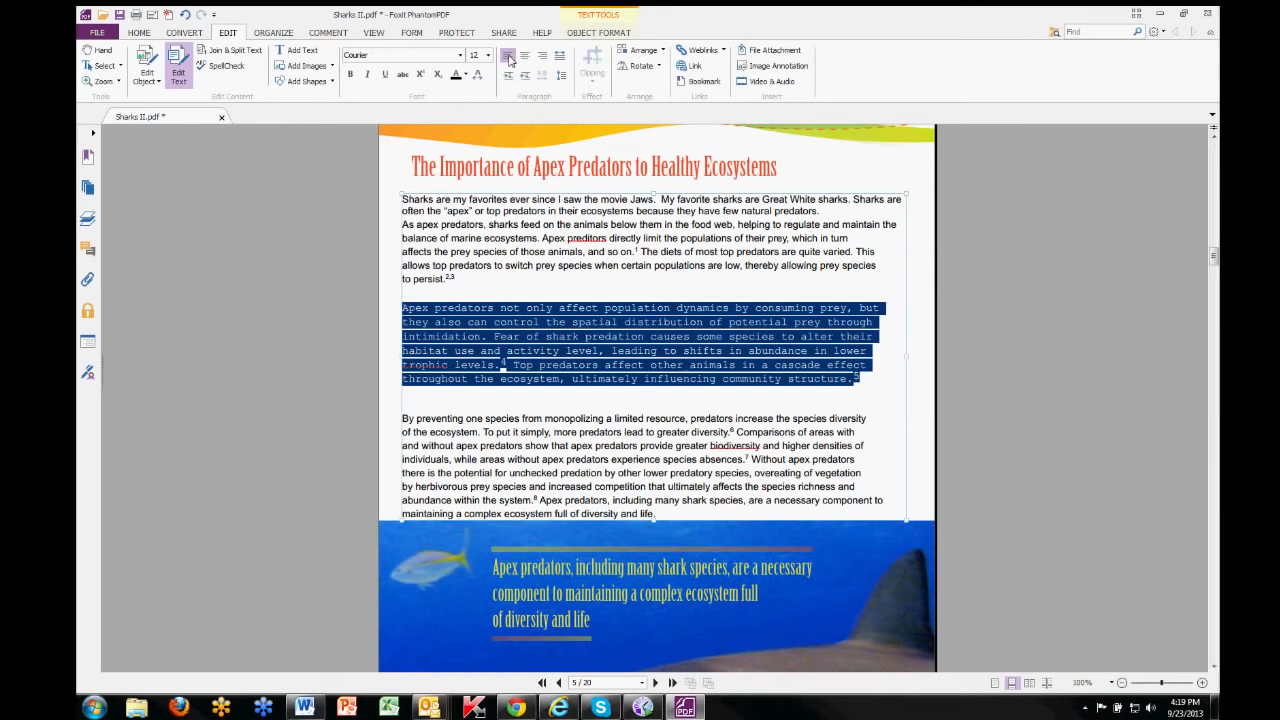 Sharks II.pdf * - Foxit PhantomPDF
TEXT TOOLS
FILE HOME CONVERT EDIT COMMENT VIEW FORM PROTECT SHARE HELP OBJECT FORMAT Find
Hand
Select
Zoom
Tools
Edit Object
Edit Text
Join & Split Text
SpellCheck
Edit Content
Add Text
Add Images
Add Shapes
Courier 12
B I U abc X² X₂ A A
Font
Paragraph
Clipping
Effect
Arrange
Rotate
Arrange
Weblinks
Link
Bookmark
Links
File Attachment
Image Annotation
Video & Audio
Insert
Sharks II.pdf * x
The Importance of Apex Predators to Healthy Ecosystems
Sharks are my favorites ever since I saw the movie Jaws. My favorite sharks are Great White sharks. Sharks are
often the “apex” or top predators in their ecosystems because they have few natural predators.
As apex predators, sharks feed on the animals below them in the food web, helping to regulate and maintain the
balance of marine ecosystems. Apex preditors directly limit the populations of their prey, which in turn
affects the prey species of those animals, and so on.¹ The diets of most top predators are quite varied. This
allows top predators to switch prey species when certain populations are low, thereby allowing prey species
to persist.²,³
Apex predators not only affect population dynamics by consuming prey, but
they also can control the spatial distribution of potential prey through
intimidation. Fear of shark predation causes some species to alter their
habitat use and activity level, leading to shifts in abundance in lower
trophic levels.⁴ Top predators affect other animals in a cascade effect
throughout the ecosystem, ultimately influencing community structure.⁵
By preventing one species from monopolizing a limited resource, predators increase the species diversity
of the ecosystem. To put it simply, more predators lead to greater diversity.⁶ Comparisons of areas with
and without apex predators show that apex predators provide greater biodiversity and higher densities of
individuals, while areas without apex predators experience species absences.⁷ Without apex predators
there is the potential for unchecked predation by other lower predatory species, overeating of vegetation
by herbivorous prey species and increased competition that ultimately affects the species richness and
abundance within the system.⁸ Apex predators, including many shark species, are a necessary component to
maintaining a complex ecosystem full of diversity and life.
Apex predators, including many shark species, are a necessary
component to maintaining a complex ecosystem full
of diversity and life
5 / 20
100%
4:19 PM
9/23/2013